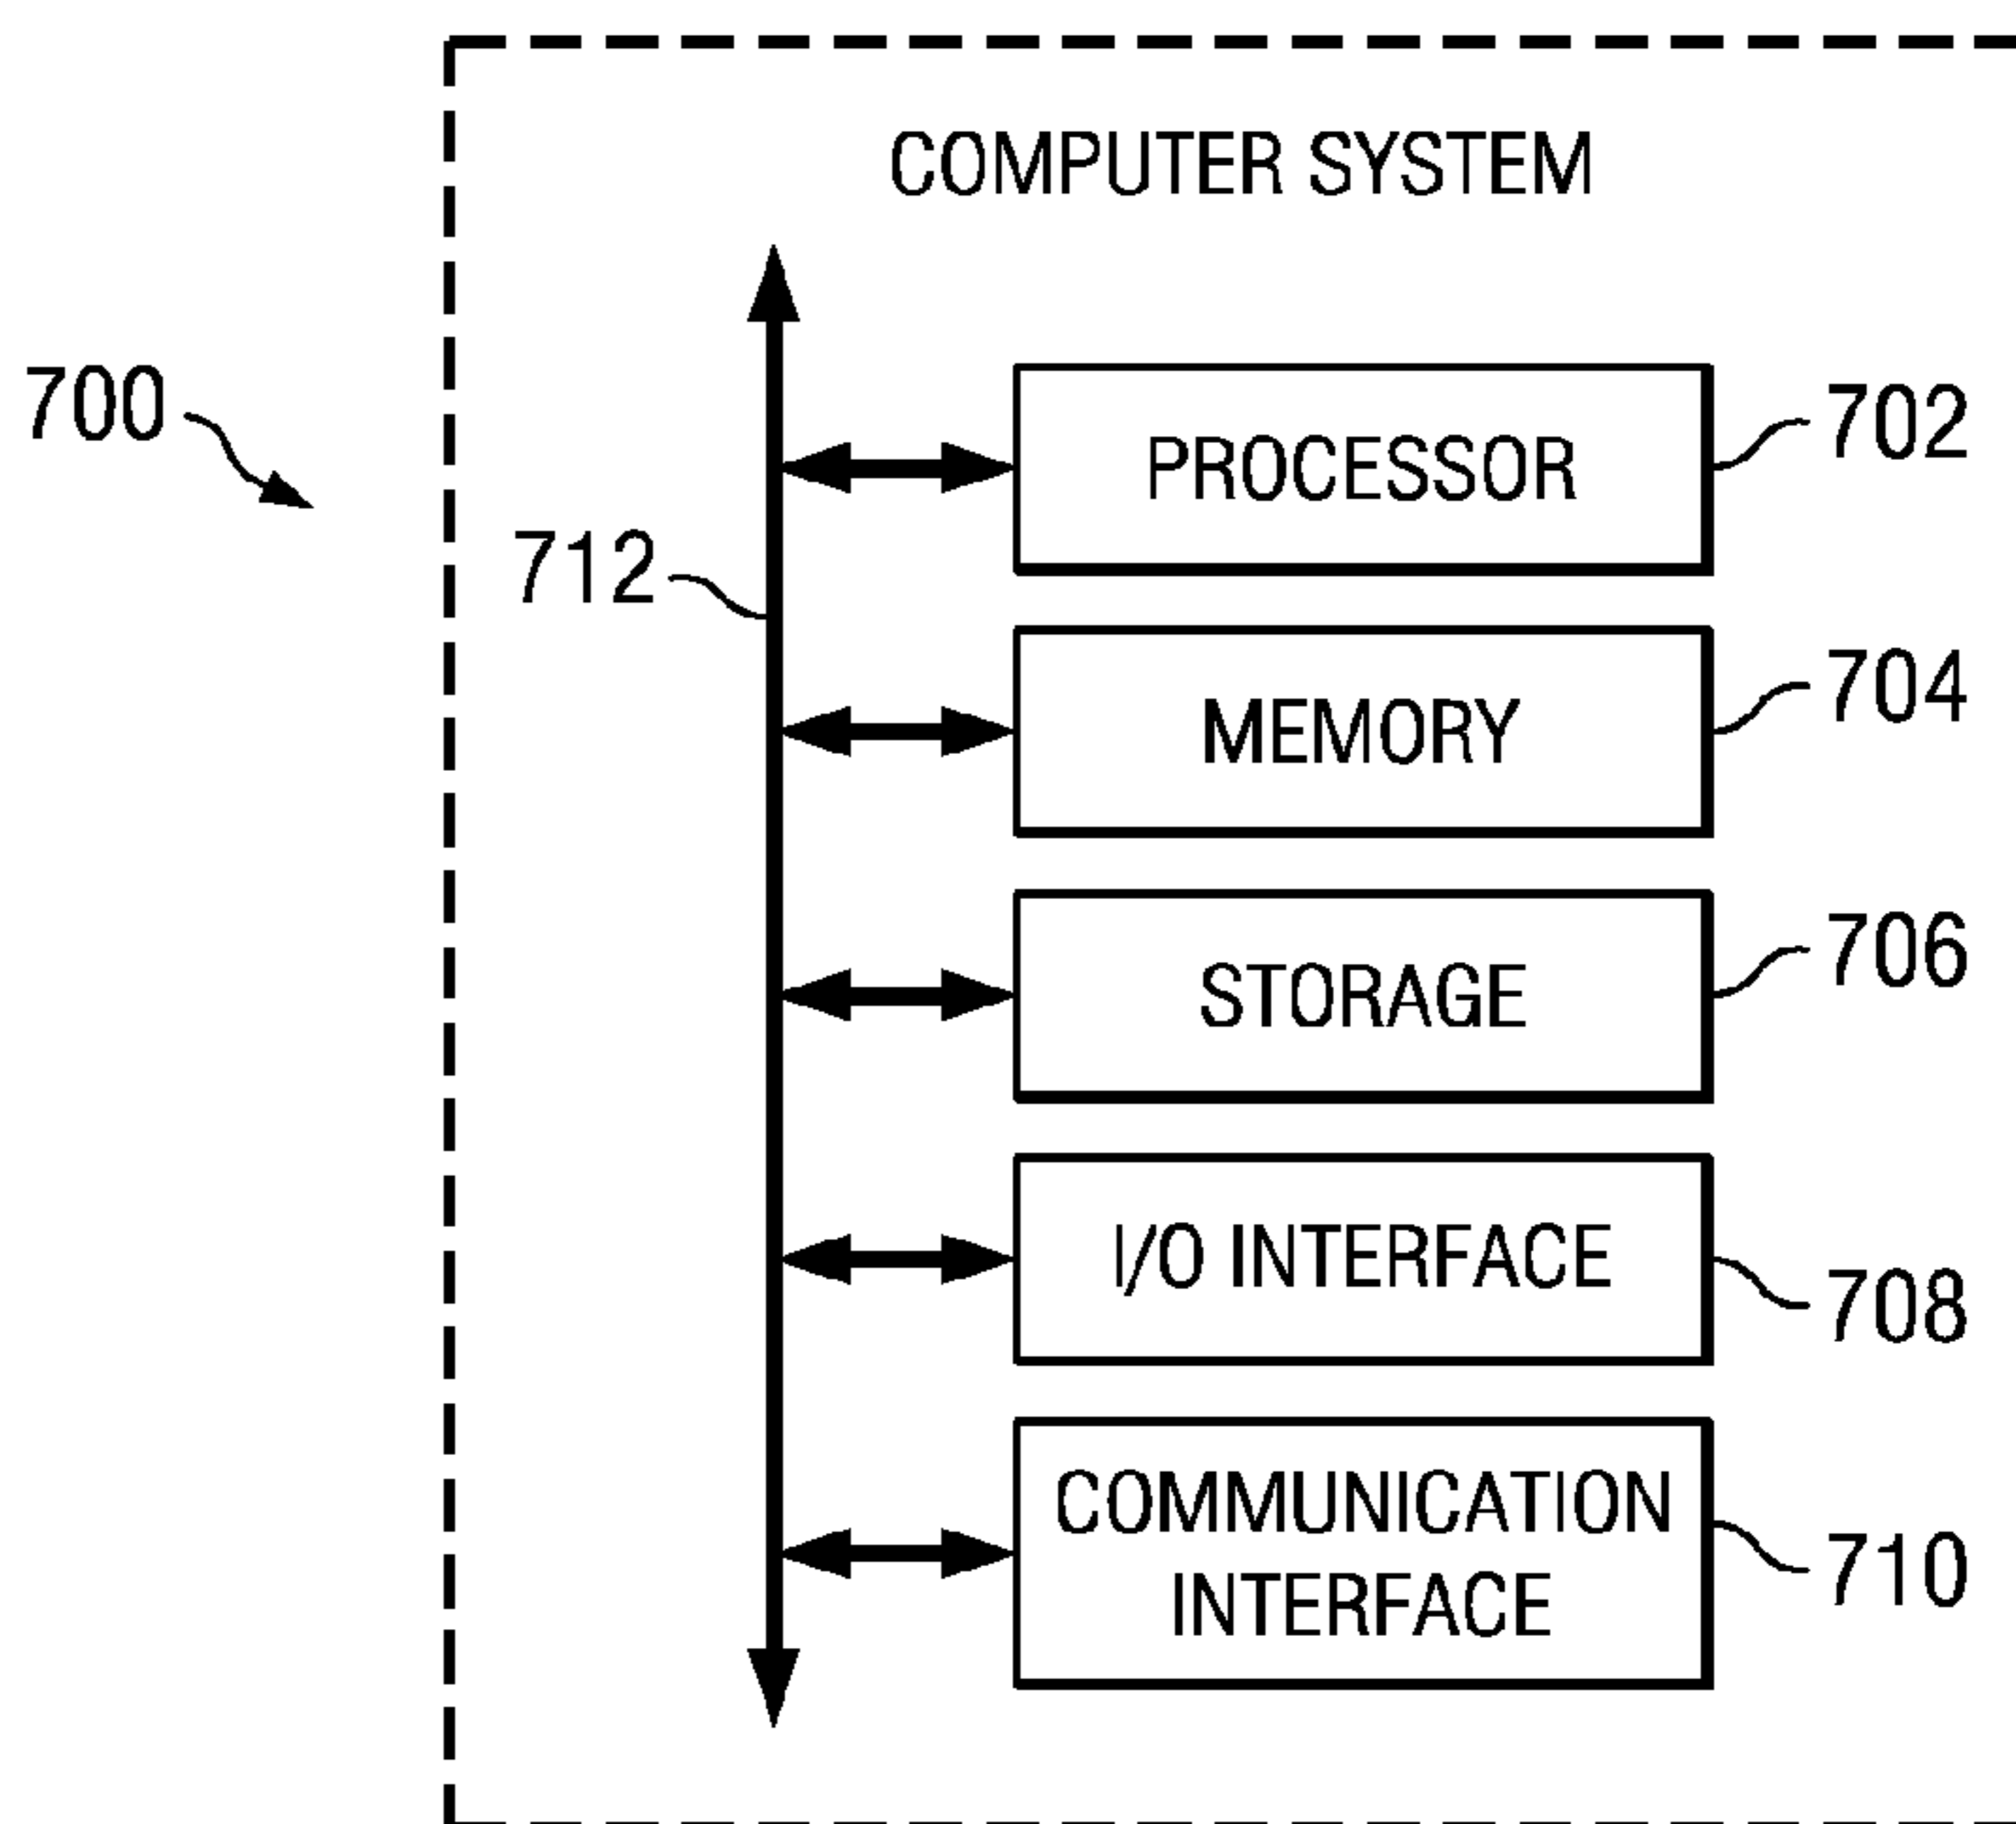 COMPUTER SYSTEM
700
PROCESSOR
702
712
MEMORY
704
STORAGE
706
I/O INTERFACE
708
COMMUNICATION
INTERFACE
710